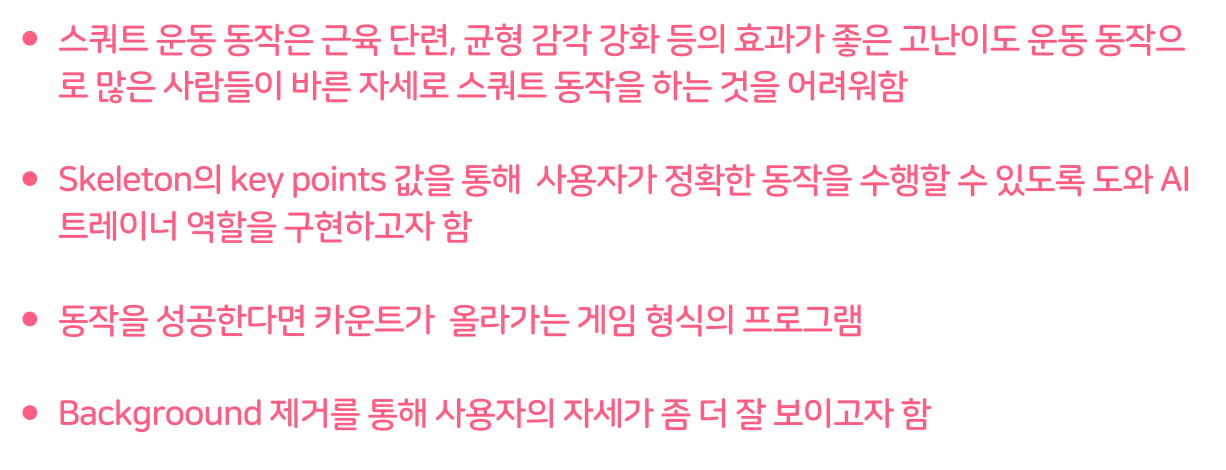 • 스쿼트 운동 동작은 근육 단련, 균형 감각 강화 등의 효과가 좋은 고난이도 운동 동작으
로 많은 사람들이 바른 자세로 스쿼트 동작을 하는 것을 어려워함
• Skeleton의 key points 값을 통해 사용자가 정확한 동작을 수행할 수 있도록 도와 AI
트레이너 역할을 구현하고자 함
• 동작을 성공한다면 카운트가 올라가는 게임 형식의 프로그램
• Backgroound 제거를 통해 사용자의 자세가 좀 더 잘 보이고자 함